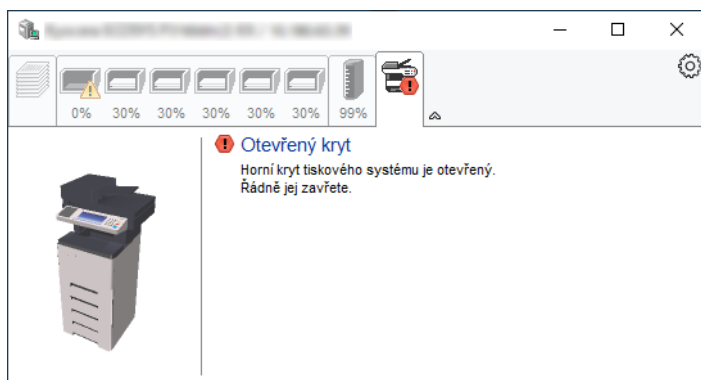 0% 30% 30% 30% 30% 30% 99%
Otevřený kryt
Horní kryt tiskového systému je otevřený.
Řádně jej zavřete.